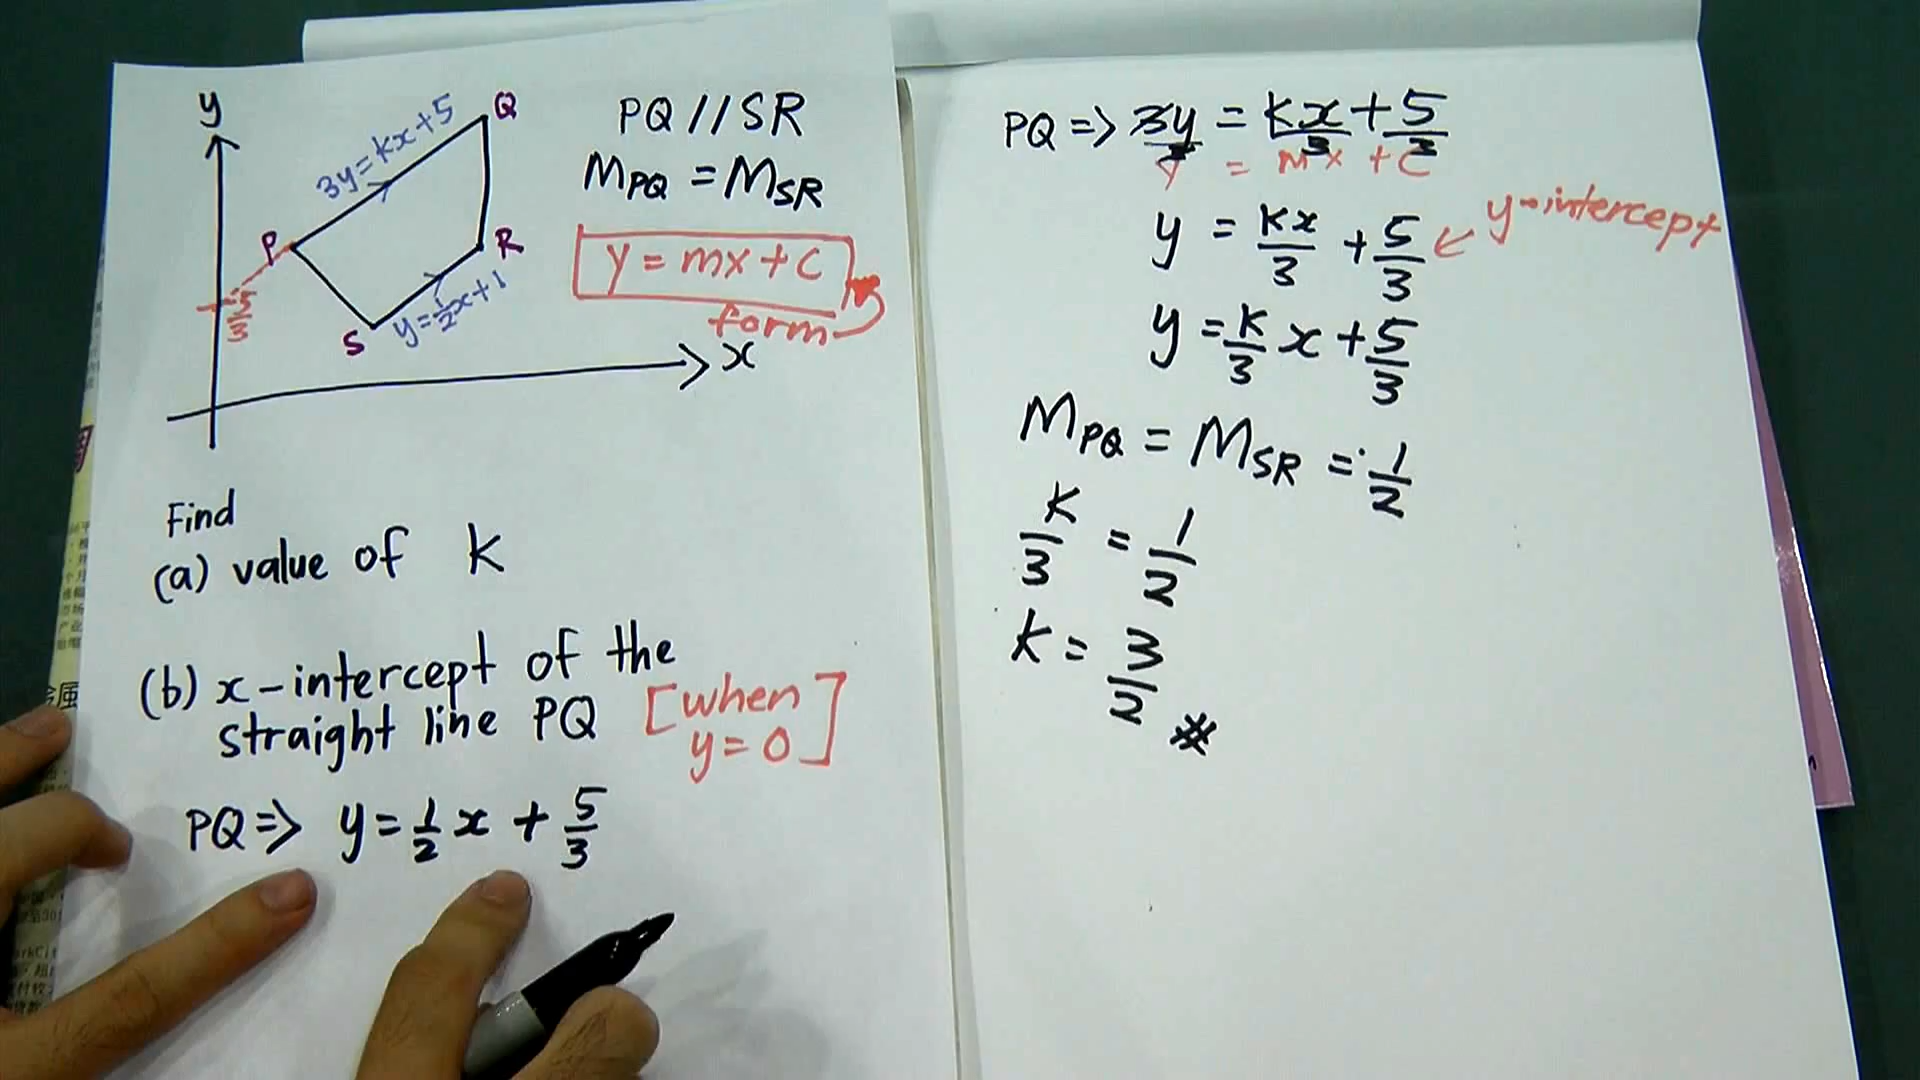 y
3y = kx + 5
Q
P
R
5/3
S
y = 1/2 x + 1
x
PQ // SR
MPQ = MSR
y = mx + c
form
Find
(a) value of k
(b) x-intercept of the
straight line PQ
[when
y = 0]
PQ => y = 1/2 x + 5/3
PQ => 3y/3 = kx/3 + 5/3
y = mx + c
y = kx/3 + 5/3 ← y-intercept
y = k/3 x + 5/3
MPQ = MSR = 1/2
k/3 = 1/2
k = 3/2 #